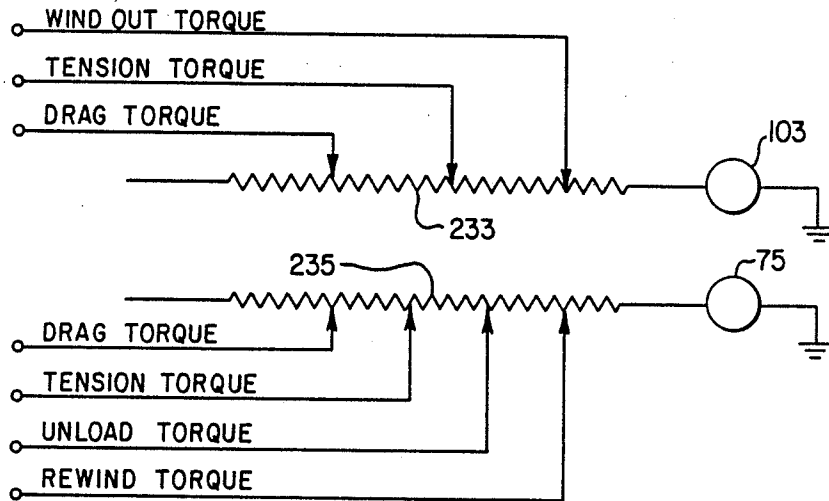 WIND OUT TORQUE
TENSION TORQUE
DRAG TORQUE
103
233
235
75
DRAG TORQUE
TENSION TORQUE
UNLOAD TORQUE
REWIND TORQUE